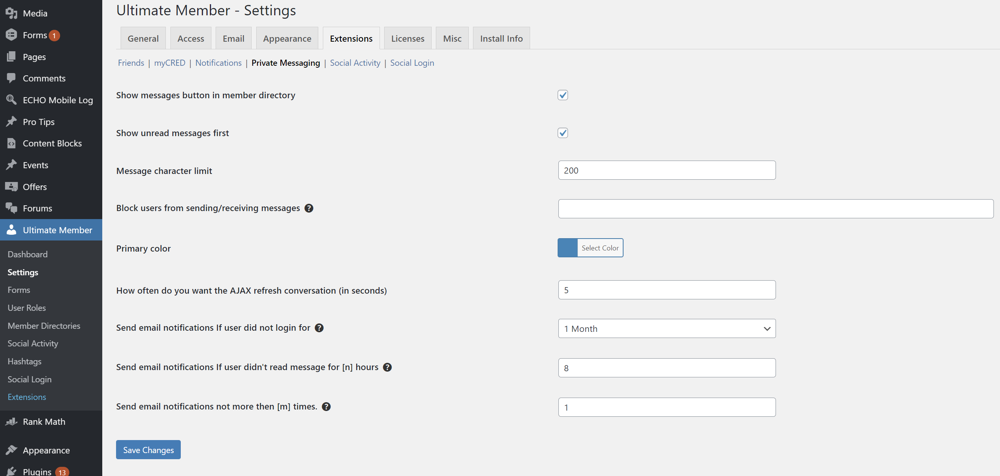 Media
Forms 1
Pages
Comments
ECHO Mobile Log
Pro Tips
Content Blocks
Events
Offers
Forums
Ultimate Member
Dashboard
Settings
Forms
User Roles
Member Directories
Social Activity
Hashtags
Social Login
Extensions
Rank Math
Appearance
Plugins 13
Ultimate Member - Settings
General Access Email Appearance Extensions Licenses Misc Install Info
Friends | myCRED | Notifications | Private Messaging | Social Activity | Social Login
Show messages button in member directory
Show unread messages first
Message character limit 200
Block users from sending/receiving messages ?
Primary color Select Color
How often do you want the AJAX refresh conversation (in seconds) 5
Send email notifications If user did not login for ? 1 Month
Send email notifications If user didn't read message for [n] hours ? 8
Send email notifications not more then [m] times. ? 1
Save Changes